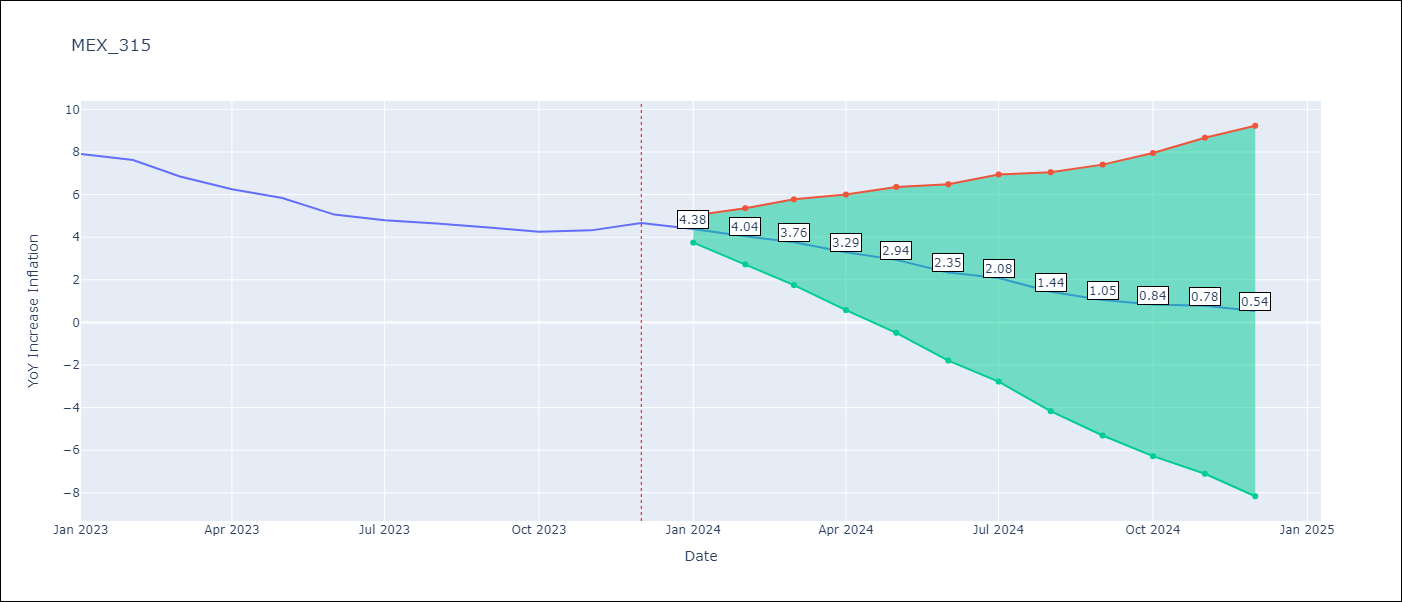 MEX_315
YoY Increase Inflation
10
8
6
4
2
0
−2
−4
−6
−8
4.38
4.04
3.76
3.29
2.94
2.35
2.08
1.44
1.05
0.84
0.78
0.54
Jan 2023
Apr 2023
Jul 2023
Oct 2023
Jan 2024
Apr 2024
Jul 2024
Oct 2024
Jan 2025
Date